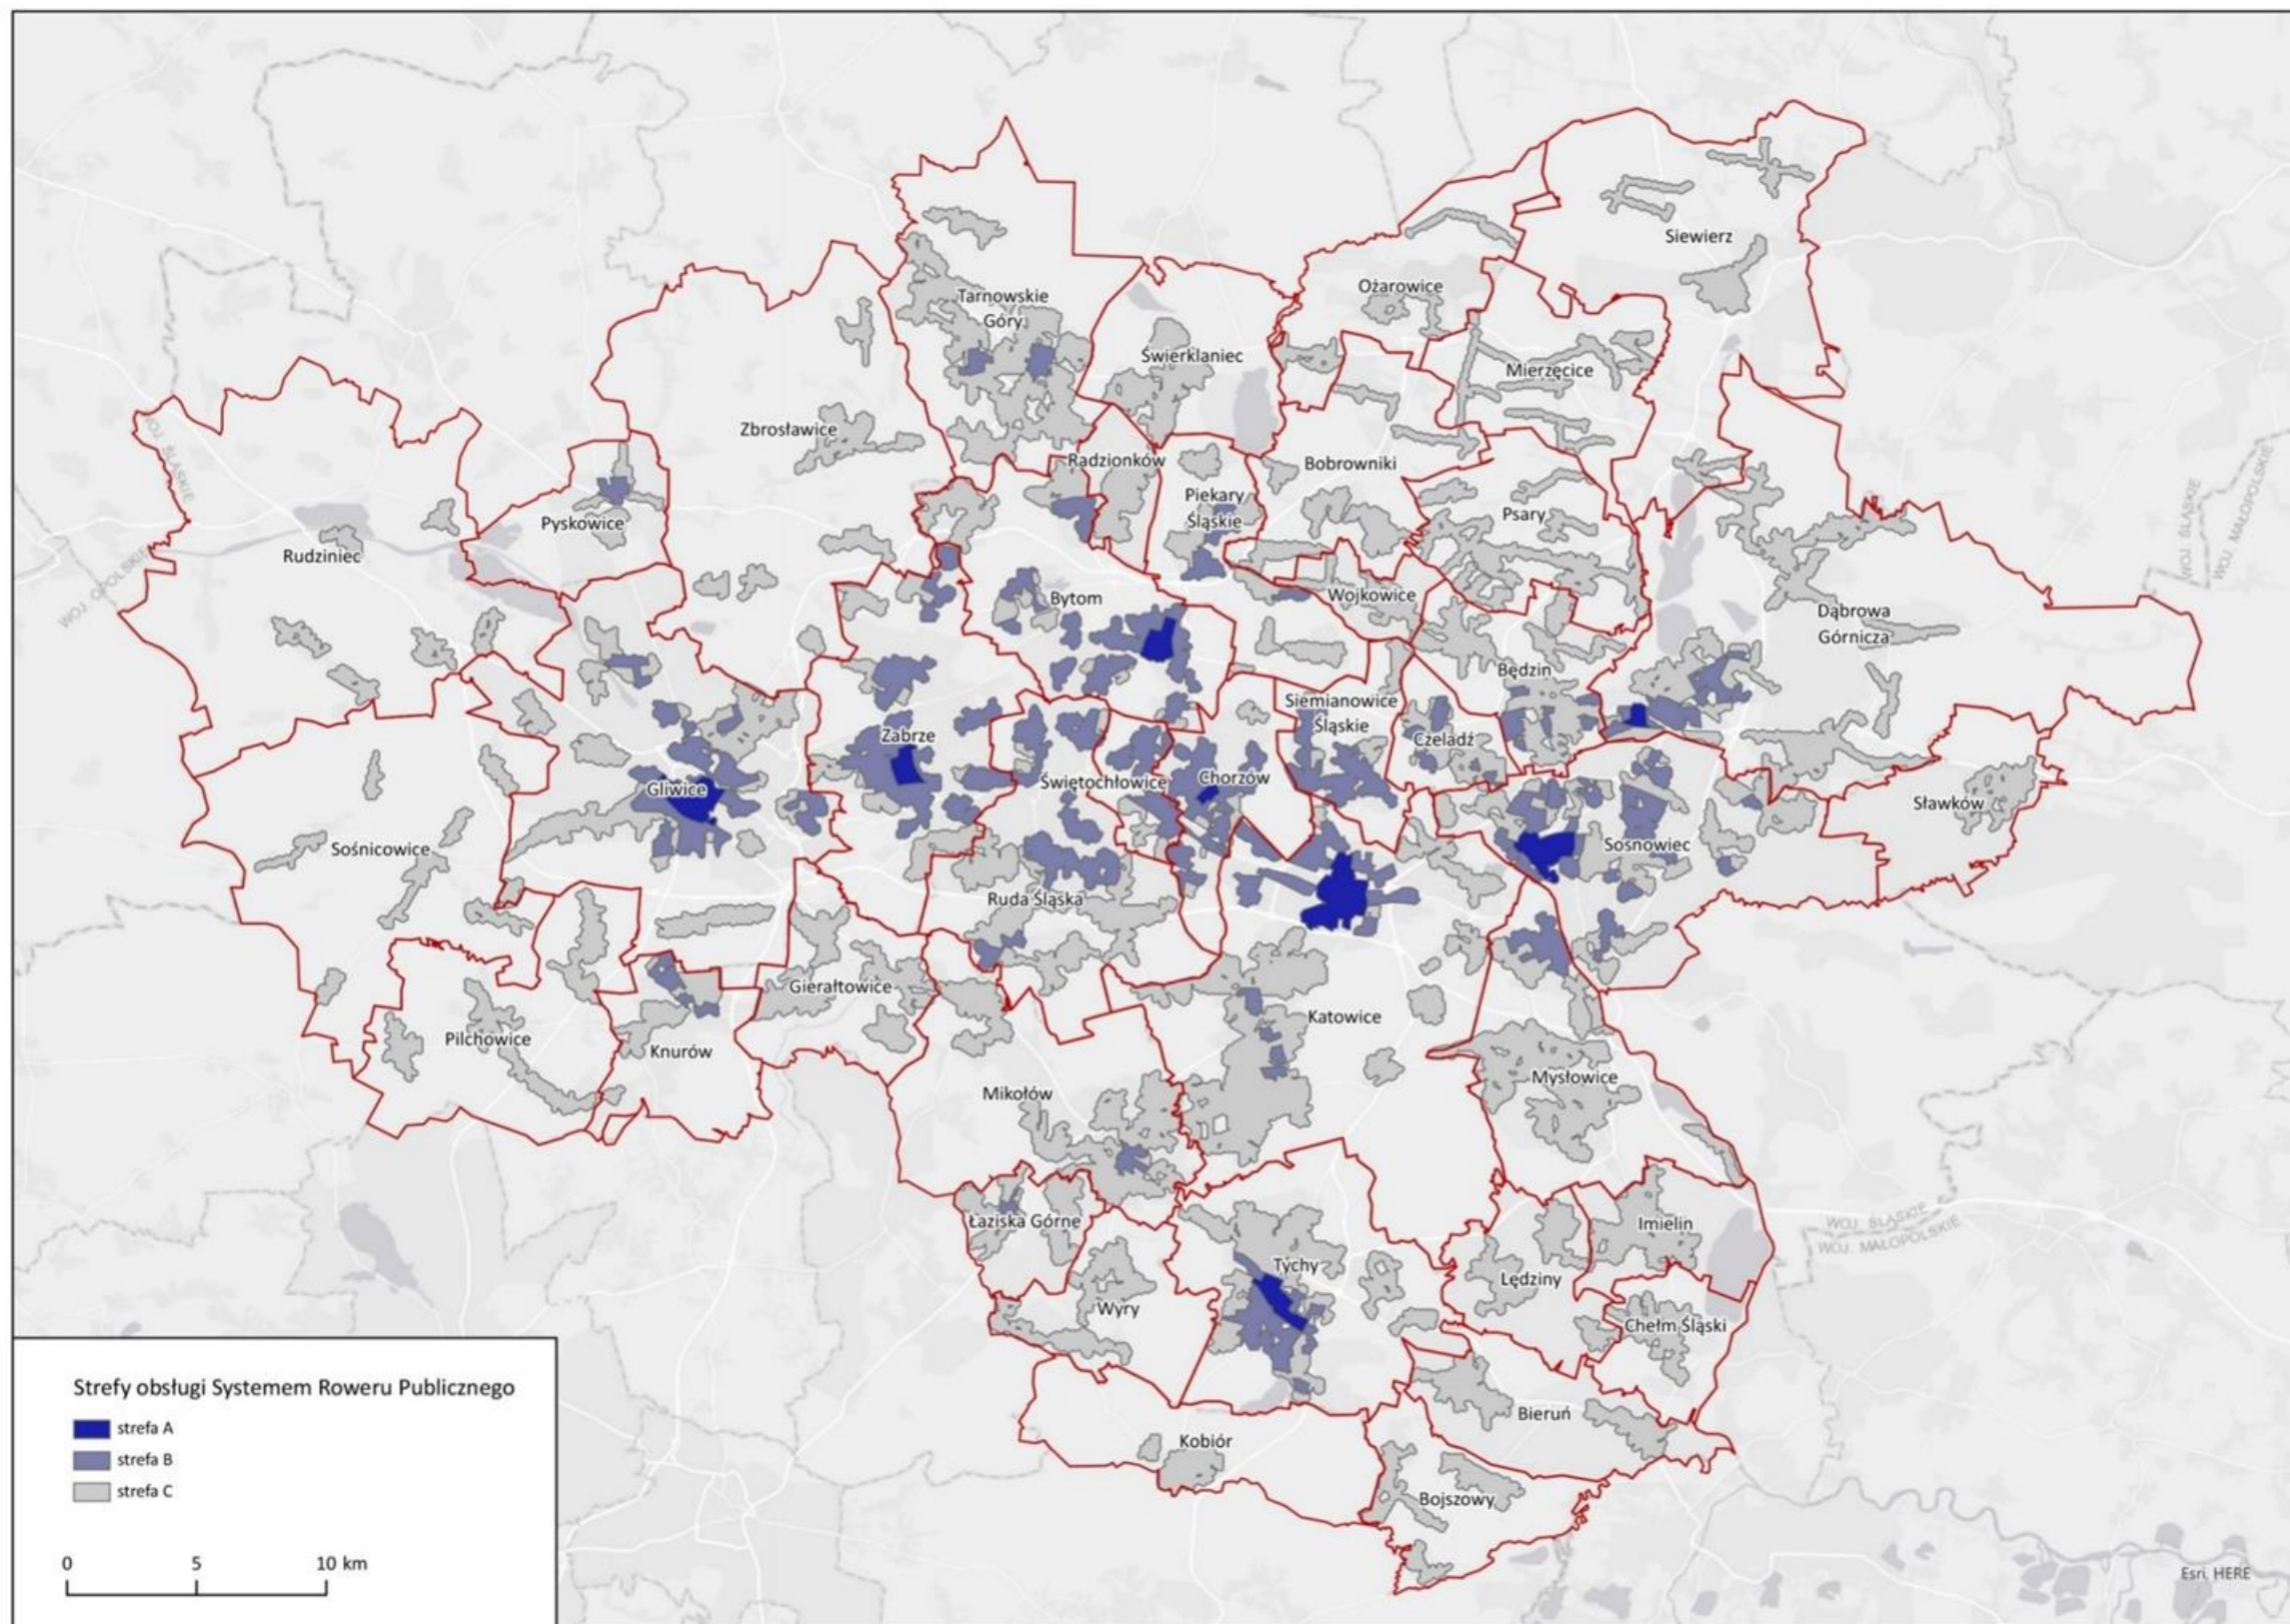 Siewierz
Ożarowice
Tarnowskie
Góry
Świerklaniec
Mierzęcice
Zbrosławice
Radzionków
Bobrowniki
Piekary
Śląskie
Psary
Pyskowice
Rudziniec
WOJ. ŚLĄSKIE
WOJ. OPOLSKIE
WOJ. ŚLĄSKIE
WOJ. MAŁOPOLSKIE
Bytom
Wojkowice
Dąbrowa
Górnicza
Będzin
Siemianowice
Śląskie
Zabrze
Czeladź
Świętochłowice
Chorzów
Gliwice
Sławków
Sośnicowice
Sosnowiec
Ruda Śląska
Gierałtowice
Katowice
Pilchowice
Knurów
Mysłowice
Mikołów
Łaziska Górne
Imielin
WOJ. ŚLĄSKIE
WOJ. MAŁOPOLSKIE
Tychy
Lędziny
Wyry
Chełm Śląski
Bieruń
Kobiór
Bojszowy
Strefy obsługi Systemem Roweru Publicznego
strefa A
strefa B
strefa C
0 5 10 km
Esri, HERE